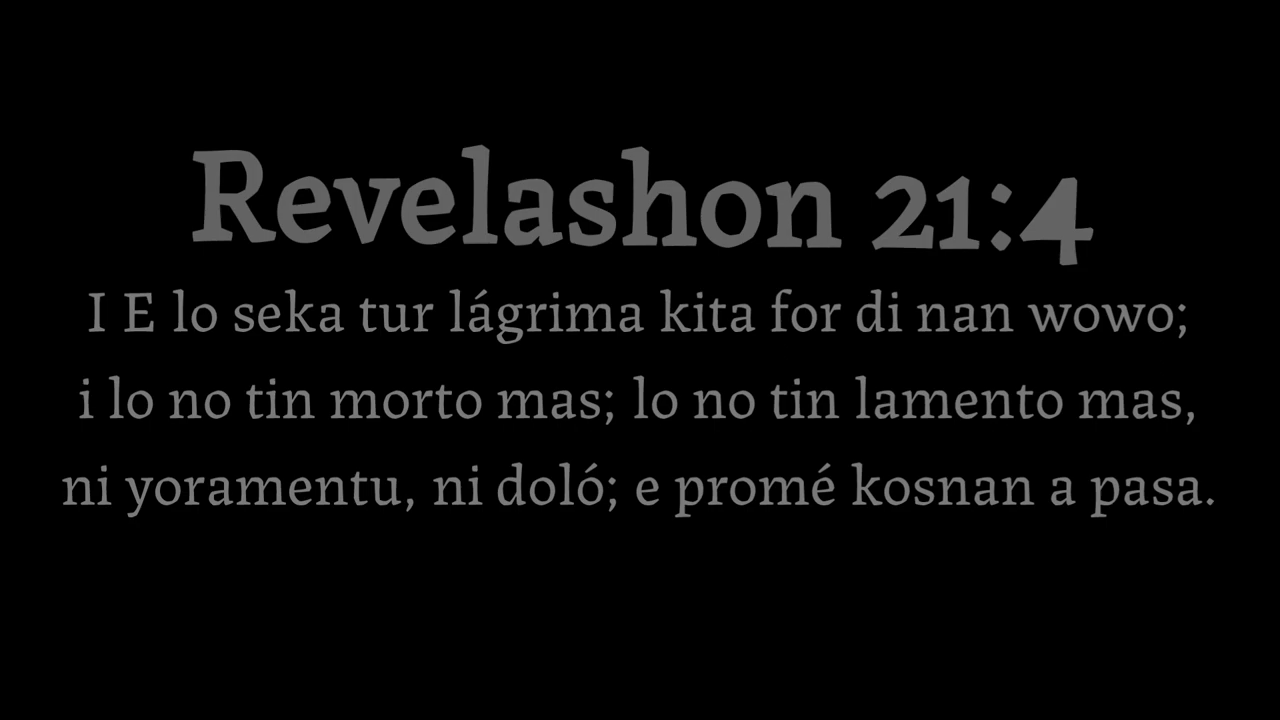 Revelashon 21:4
I E lo seka tur lágrima kita for di nan wowo;
i lo no tin morto mas; lo no tin lamento mas,
ni yoramentu, ni doló; e promé kosnan a pasa.